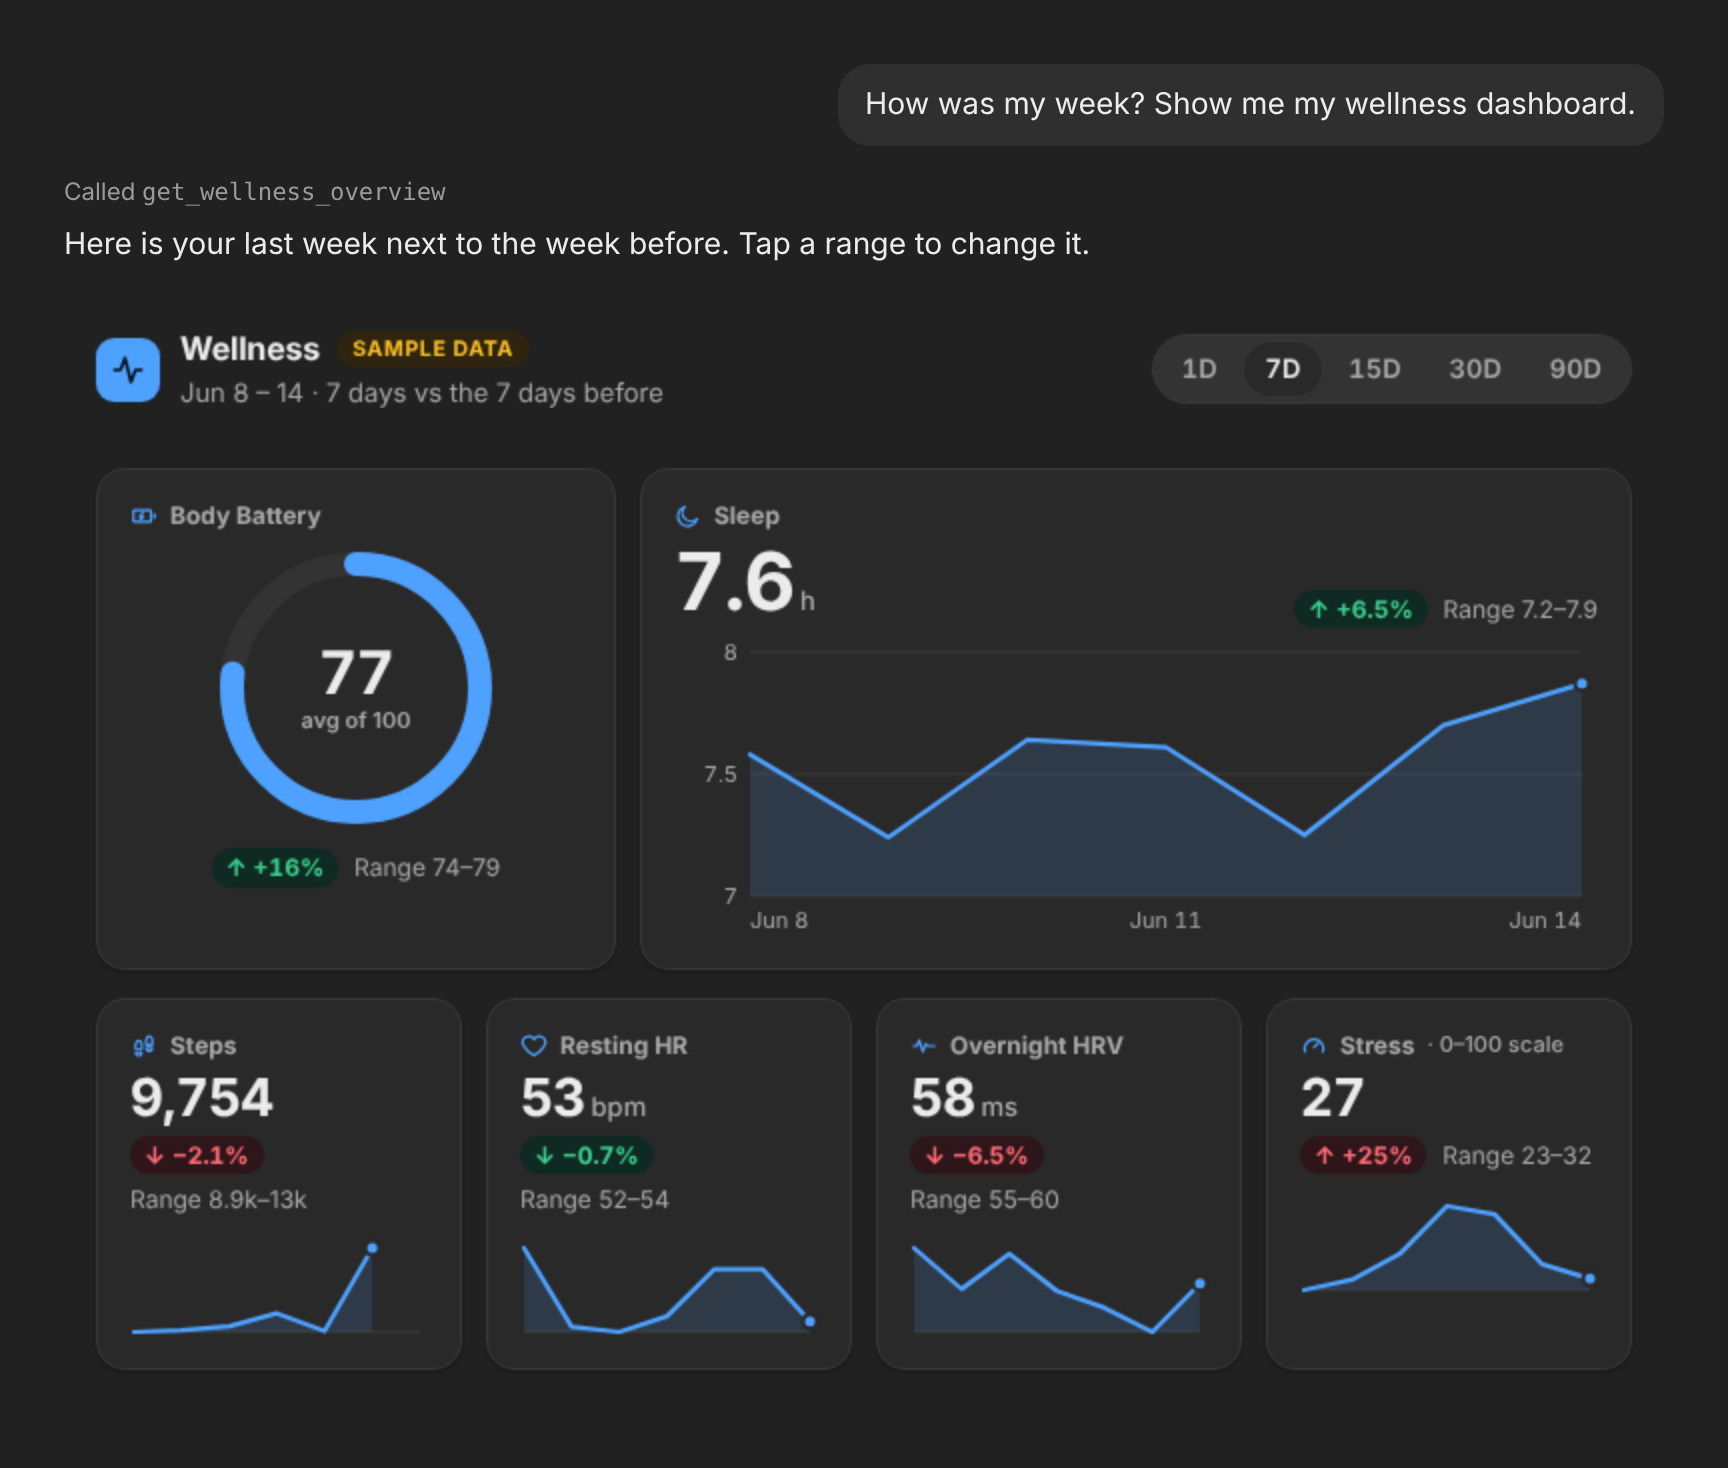 How was my week? Show me my wellness dashboard.
Called get_wellness_overview
Here is your last week next to the week before. Tap a range to change it.
Wellness SAMPLE DATA
Jun 8 – 14 · 7 days vs the 7 days before
1D 7D 15D 30D 90D
Body Battery
77
avg of 100
↑ +16% Range 74–79
Sleep
7.6 h
↑ +6.5% Range 7.2–7.9
8
7.5
7
Jun 8 Jun 11 Jun 14
Steps
9,754
↓ −2.1%
Range 8.9k–13k
Resting HR
53 bpm
↓ −0.7%
Range 52–54
Overnight HRV
58 ms
↓ −6.5%
Range 55–60
Stress · 0–100 scale
27
↑ +25% Range 23–32